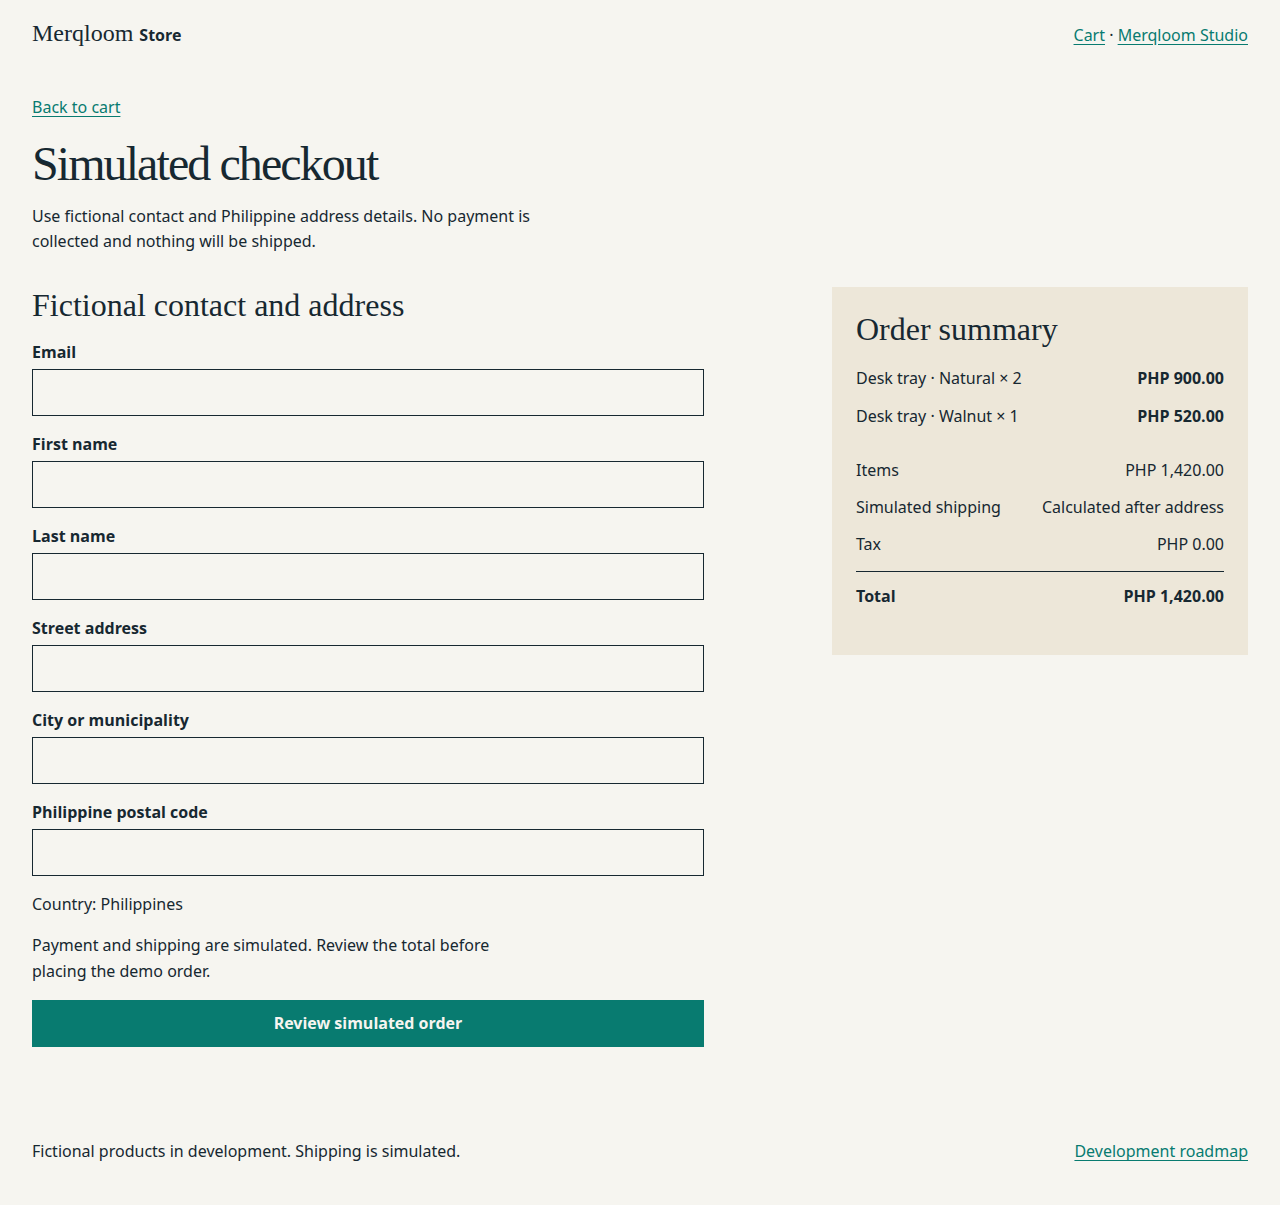 Merqloom Store
Cart · Merqloom Studio
Back to cart
Simulated checkout
Use fictional contact and Philippine address details. No payment is
collected and nothing will be shipped.
Fictional contact and address
Email
First name
Last name
Street address
City or municipality
Philippine postal code
Country: Philippines
Payment and shipping are simulated. Review the total before
placing the demo order.
Review simulated order
Order summary
Desk tray · Natural × 2 PHP 900.00
Desk tray · Walnut × 1 PHP 520.00
Items PHP 1,420.00
Simulated shipping Calculated after address
Tax PHP 0.00
Total PHP 1,420.00
Fictional products in development. Shipping is simulated.
Development roadmap